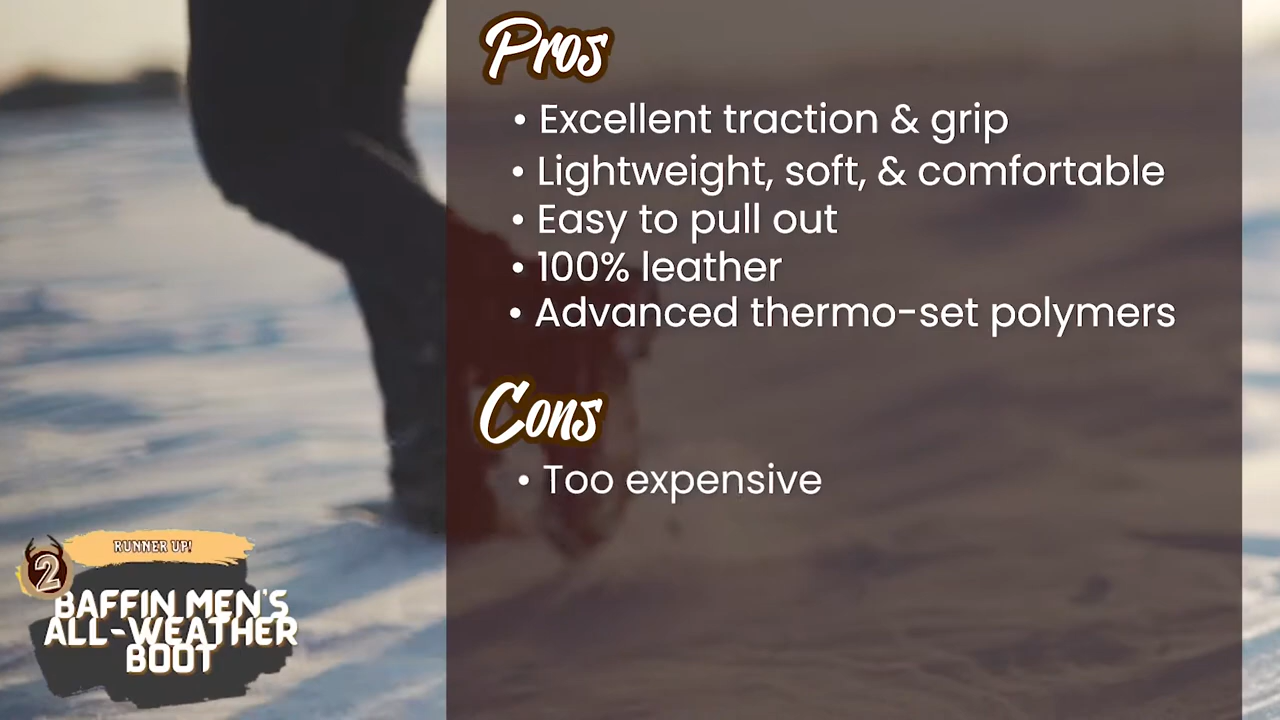 Pros
• Excellent traction & grip
• Lightweight, soft, & comfortable
• Easy to pull out
• 100% leather
• Advanced thermo-set polymers
Cons
• Too expensive
RUNNER UP!
2
BAFFIN MEN'S
ALL-WEATHER
BOOT